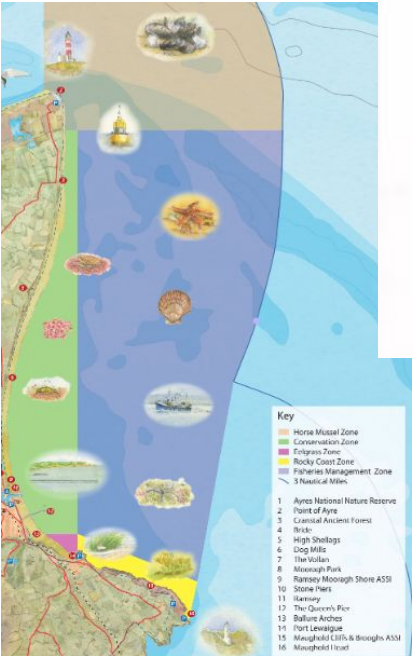 Key
Horse Mussel Zone
Conservation Zone
Eelgrass Zone
Rocky Coast Zone
Fisheries Management Zone
3 Nautical Miles
1 Ayres National Nature Reserve
2 Point of Ayre
3 Cranstal Ancient Forest
4 Bride
5 High Shellags
6 Dog Mills
7 The Vollan
8 Mooragh Park
9 Ramsey Mooragh Shore ASSI
10 Stone Piers
11 Ramsey
12 The Queen's Pier
13 Ballure Arches
14 Port Lewaigue
15 Maughold Cliffs & Brooghs ASSI
16 Maughold Head